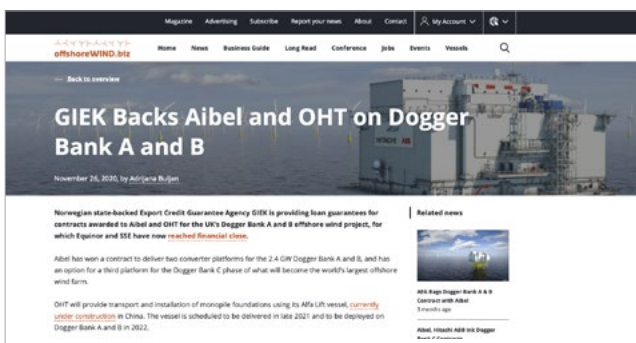 Magazine Advertising Subscribe Report your news About Contact My Account
offshoreWIND.biz Home News Business Guide Long Read Conference Jobs Events Vessels
Back to overview
GIEK Backs Aibel and OHT on Dogger
Bank A and B
HITACHI ABB
November 26, 2020, by Adrijana Buljan
Norwegian state-backed Export Credit Guarantee Agency GIEK is providing loan guarantees for
contracts awarded to Aibel and OHT for the UK's Dogger Bank A and B offshore wind project, for
which Equinor and SSE have now reached financial close.
Aibel has won a contract to deliver two converter platforms for the 2.4 GW Dogger Bank A and B, and has
an option for a third platform for the Dogger Bank C phase of what will become the world's largest offshore
wind farm.
OHT will provide transport and installation of monopile foundations using its Alfa Lift vessel, currently
under construction in China. The vessel is scheduled to be delivered in late 2021 and to be deployed on
Dogger Bank A and B in 2022.
Related news
Bags Dogger Bank A & B
Contract with Aibel
3 months ago
Aibel, Hitachi ABB Ink Dogger
Bank C